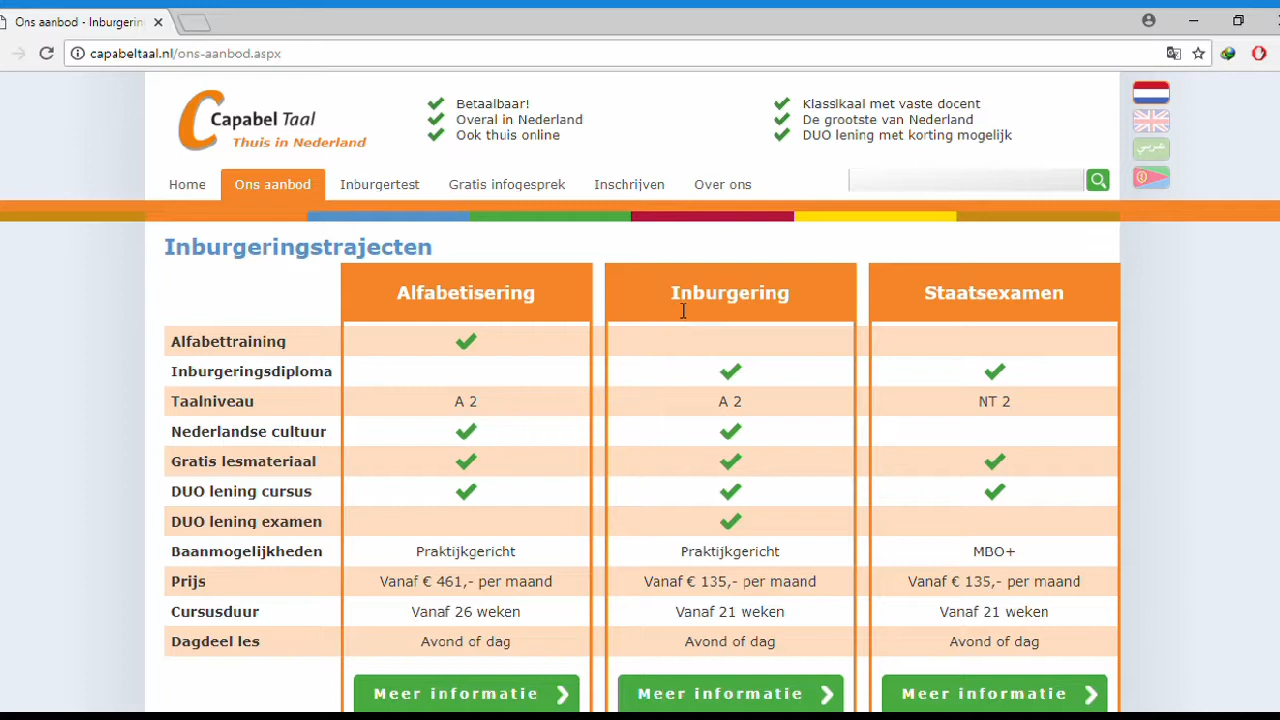 Ons aanbod - Inburgerin
capabeltaal.nl/ons-aanbod.aspx
Capabel Taal
Thuis in Nederland
Betaalbaar!
Overal in Nederland
Ook thuis online
Klassikaal met vaste docent
De grootste van Nederland
DUO lening met korting mogelijk
عربي
Home Ons aanbod Inburgertest Gratis infogesprek Inschrijven Over ons
Inburgeringstrajecten
Alfabetisering Inburgering Staatsexamen
Alfabettraining
Inburgeringsdiploma
Taalniveau A 2 A 2 NT 2
Nederlandse cultuur
Gratis lesmateriaal
DUO lening cursus
DUO lening examen
Baanmogelijkheden Praktijkgericht Praktijkgericht MBO+
Prijs Vanaf € 461,- per maand Vanaf € 135,- per maand Vanaf € 135,- per maand
Cursusduur Vanaf 26 weken Vanaf 21 weken Vanaf 21 weken
Dagdeel les Avond of dag Avond of dag Avond of dag
Meer informatie Meer informatie Meer informatie